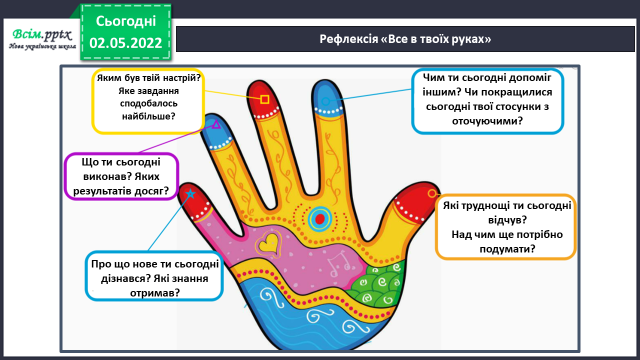 Всім.pptx
Нова українська школа
Сьогодні
02.05.2022
Рефлексія «Все в твоїх руках»
Яким був твій настрій?
Яке завдання
сподобалось
найбільше?
Чим ти сьогодні допоміг
іншим? Чи покращилися
сьогодні твої стосунки з
оточуючими?
Що ти сьогодні
виконав? Яких
результатів досяг?
Які труднощі ти сьогодні
відчув?
Над чим ще потрібно
подумати?
Про що нове ти сьогодні
дізнався? Які знання
отримав?